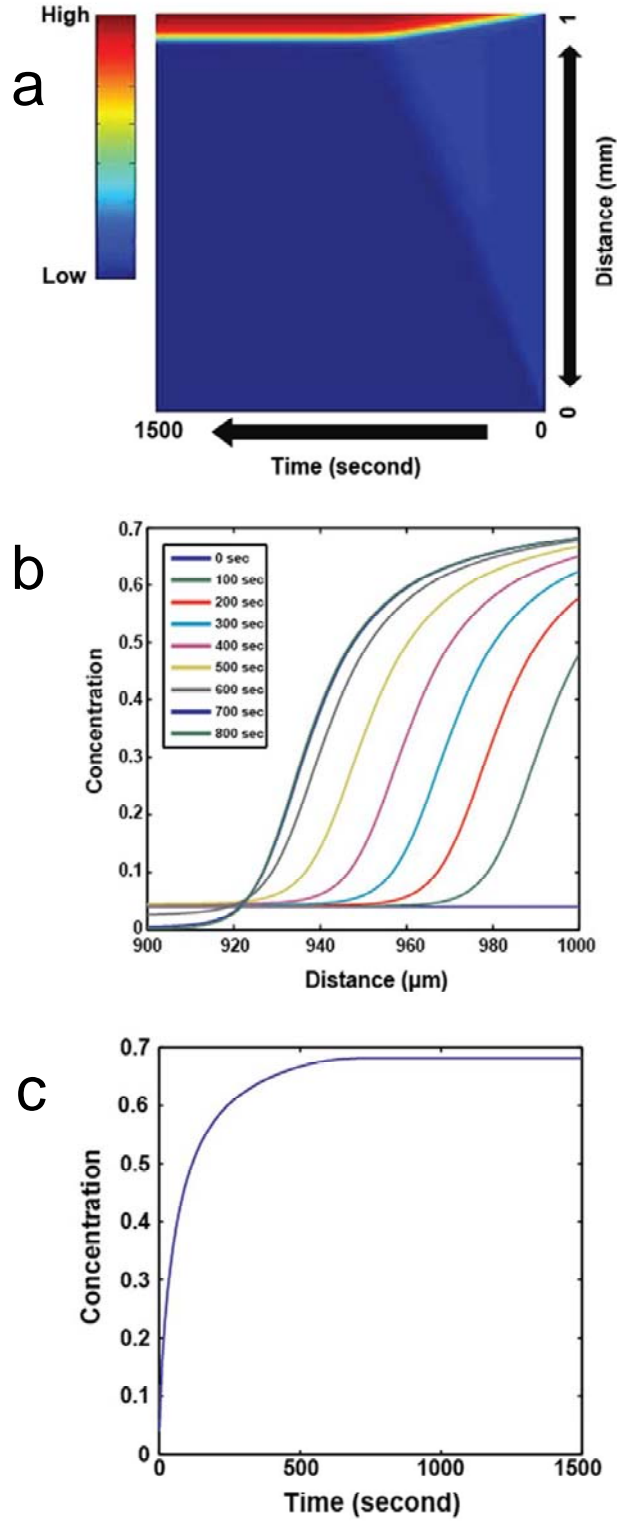 a
High
Low
1
Distance (mm)
0
1500
0
Time (second)
b
0.7
0.6
0.5
0.4
0.3
0.2
0.1
0
Concentration
0 sec
100 sec
200 sec
300 sec
400 sec
500 sec
600 sec
700 sec
800 sec
900 920 940 960 980 1000
Distance (µm)
c
0.7
0.6
0.5
0.4
0.3
0.2
0.1
0
Concentration
0 500 1000 1500
Time (second)